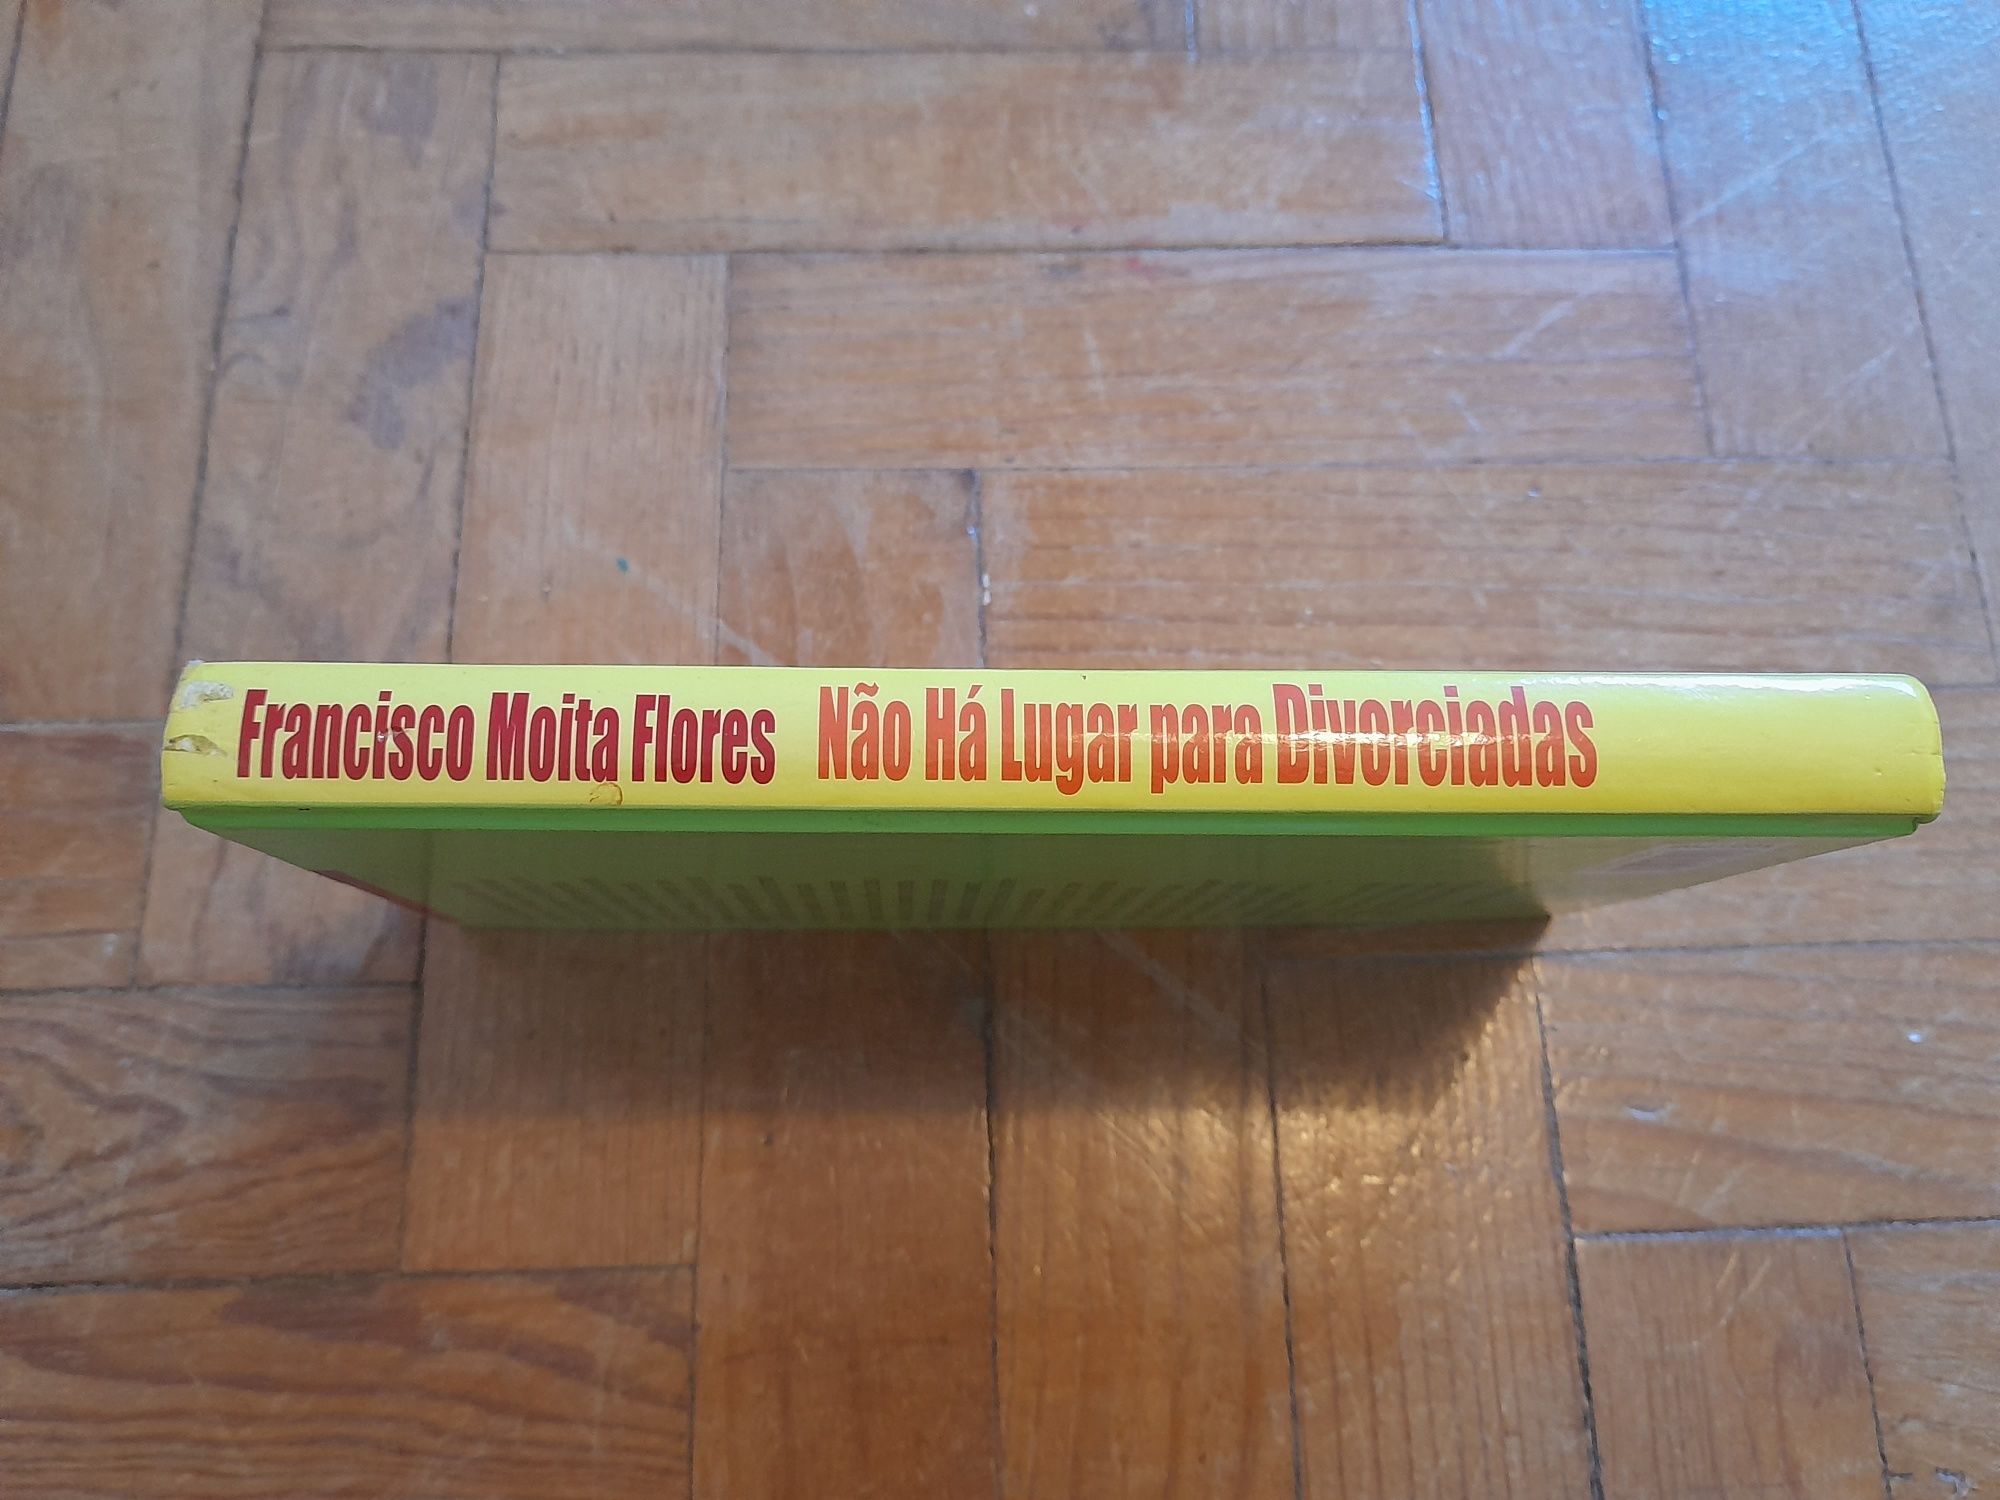 Francisco Moita Flores Não Há Lugar para Divorciadas